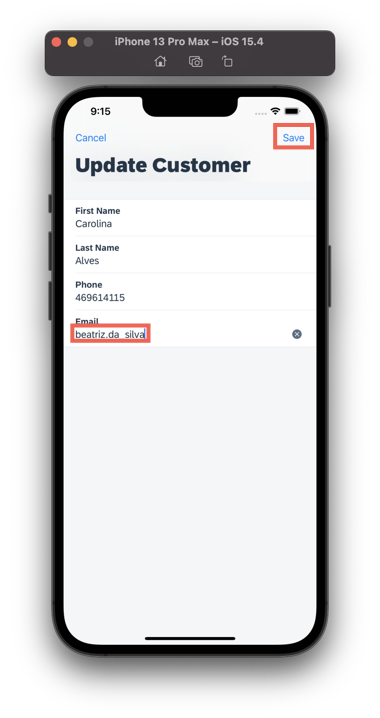 iPhone 13 Pro Max – iOS 15.4
9:15
Cancel
Save
Update Customer
First Name
Carolina
Last Name
Alves
Phone
469614115
Email
beatriz.da_silva